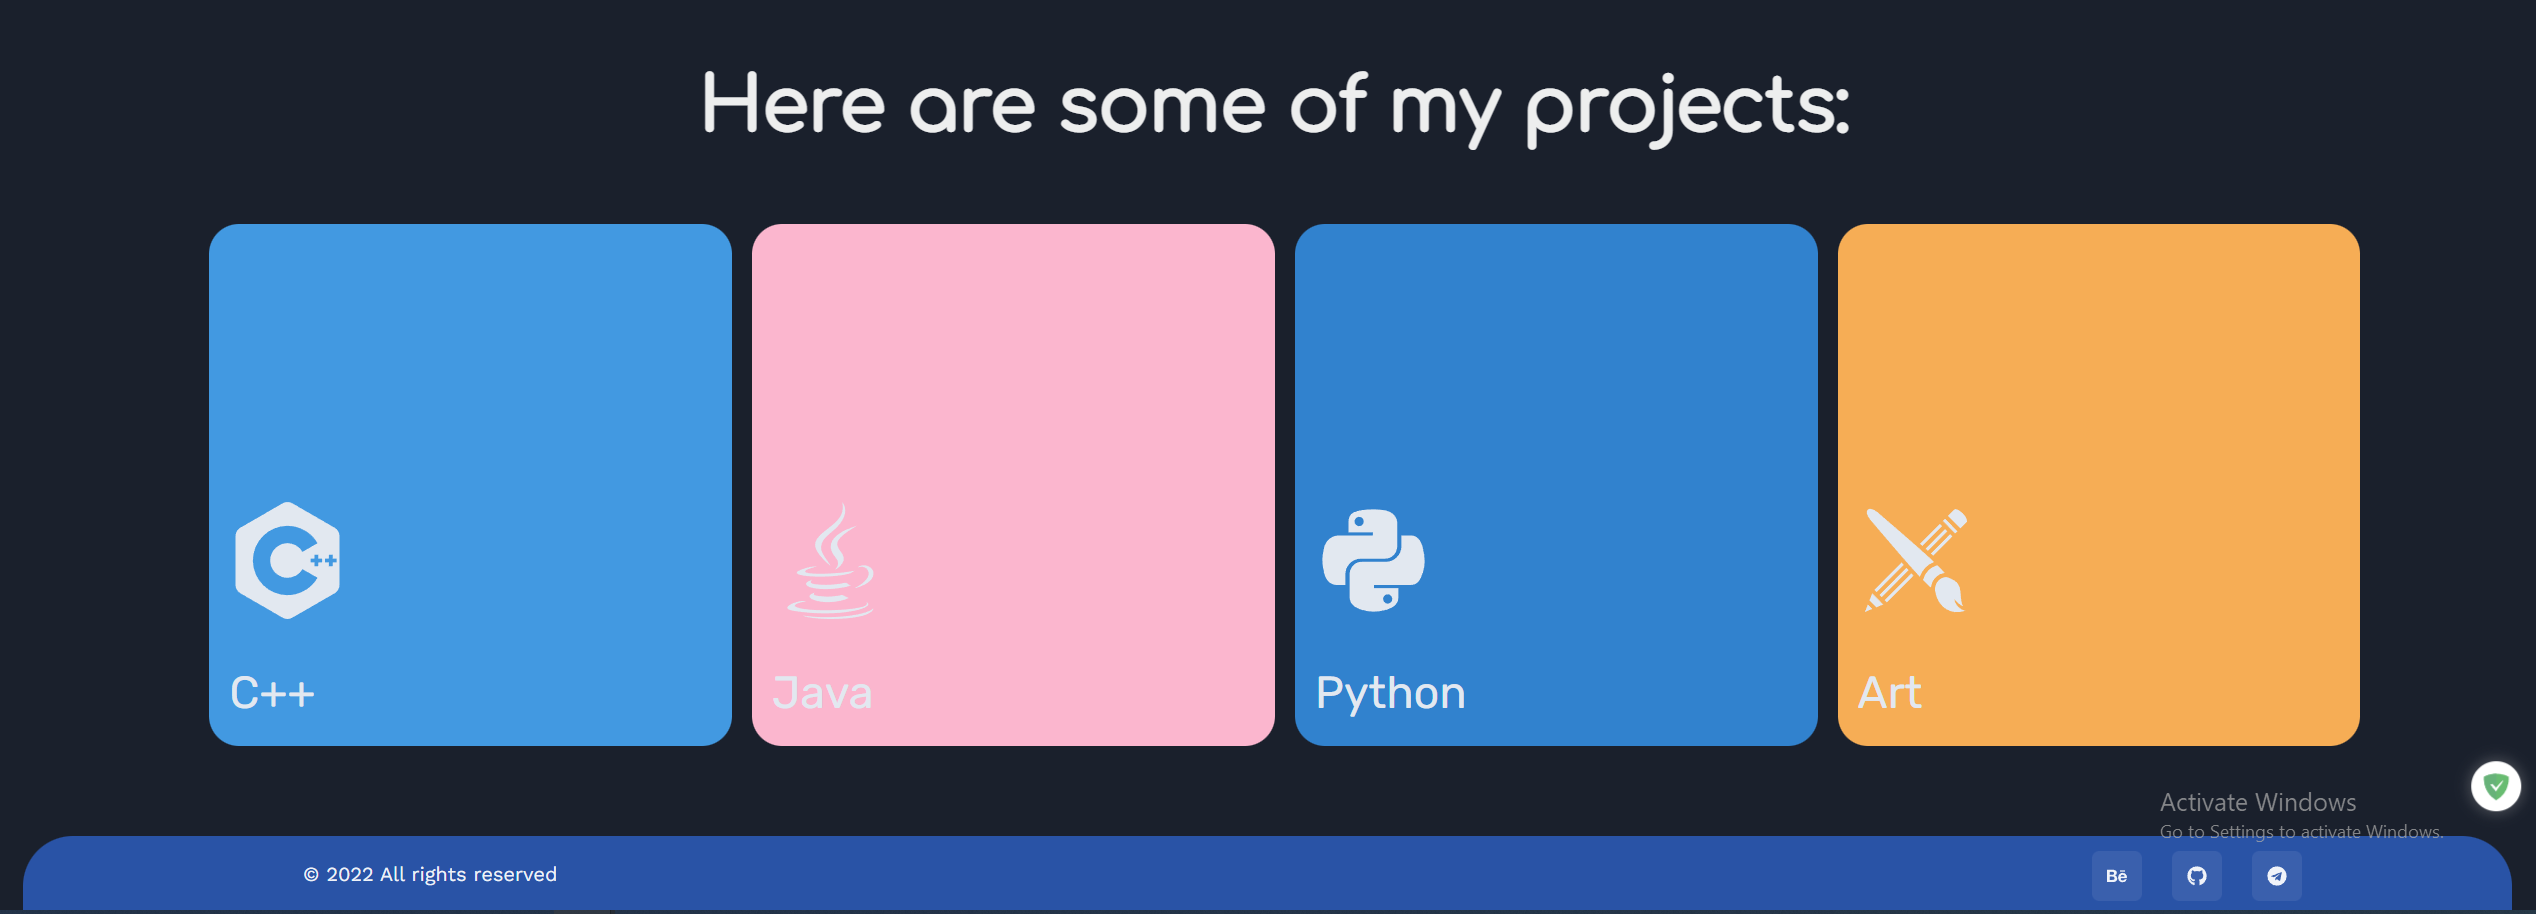 Here are some of my projects:
C++
C++
Java
Python
Art
Activate Windows
Go to Settings to activate Windows.
© 2022 All rights reserved
Bē